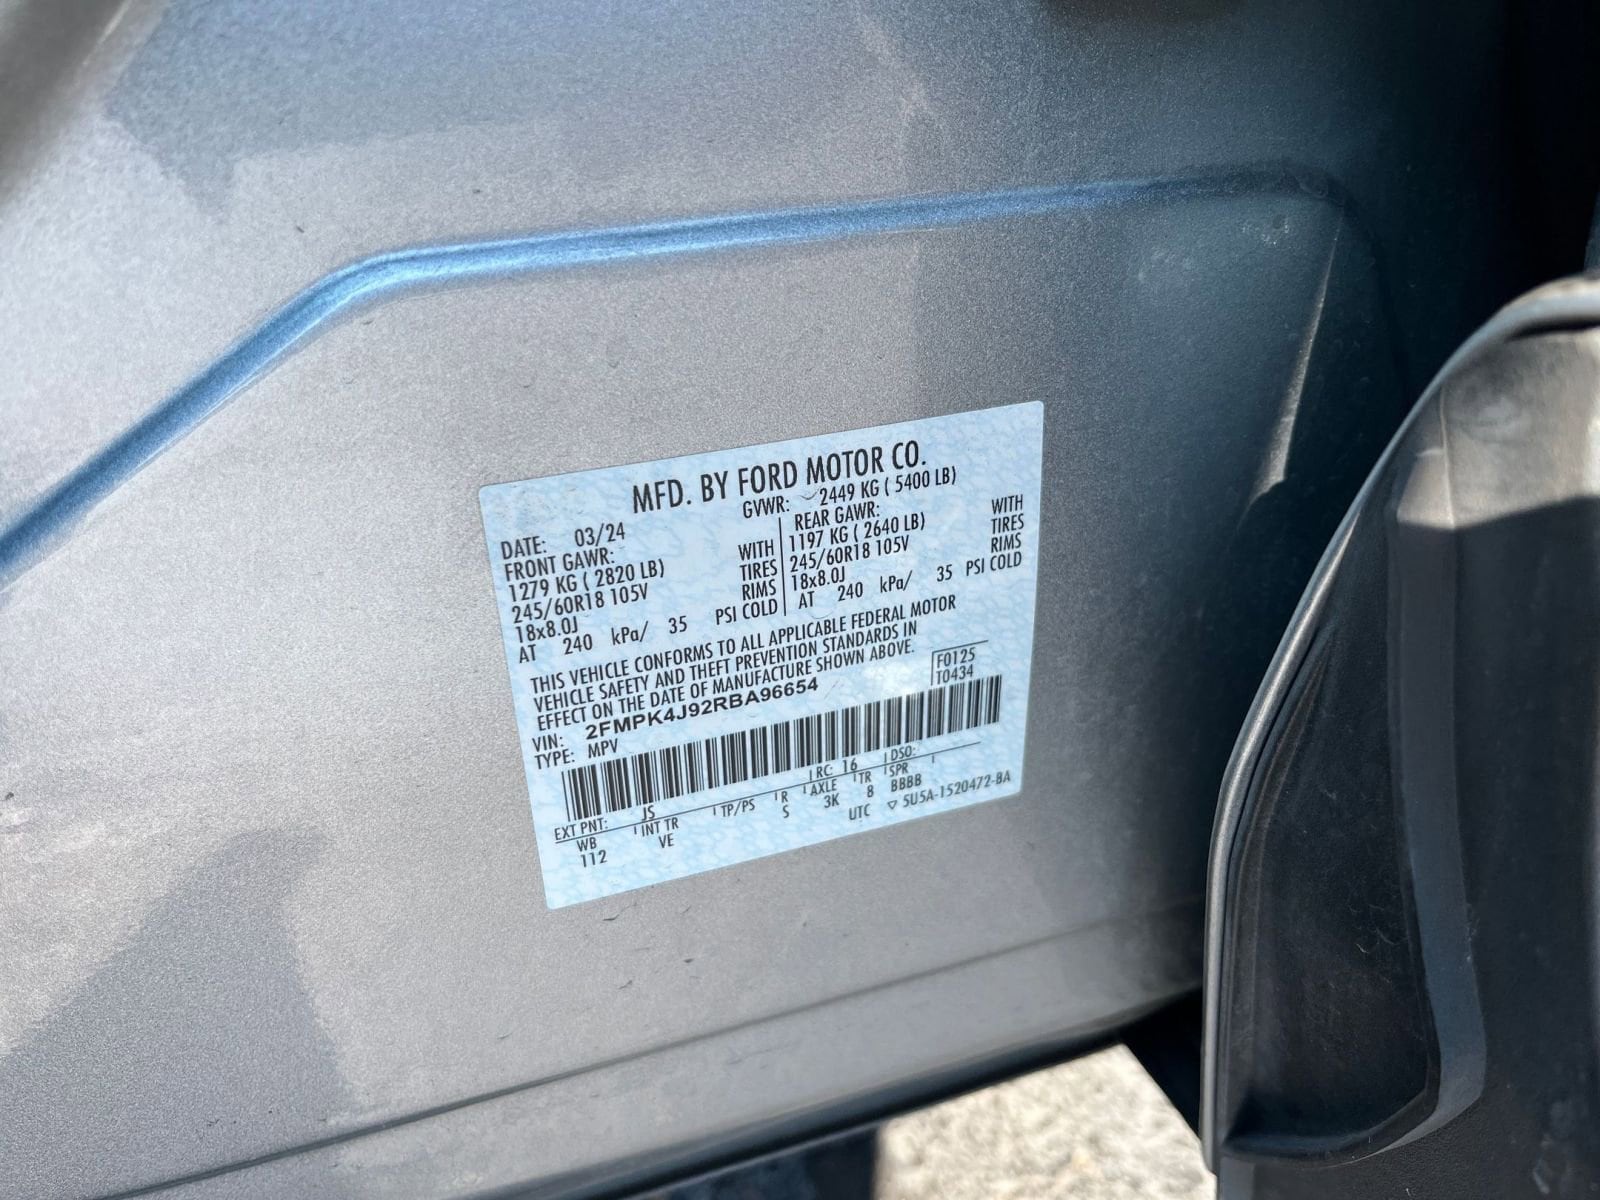 MFD. BY FORD MOTOR CO.
DATE: 03/24 GVWR: 2449 KG ( 5400 LB)
FRONT GAWR: REAR GAWR:
1279 KG ( 2820 LB) WITH 1197 KG ( 2640 LB) WITH
245/60R18 105V TIRES 245/60R18 105V TIRES
18x8.0J RIMS 18x8.0J RIMS
AT 240 kPa/ 35 PSI COLD AT 240 kPa/ 35 PSI COLD
THIS VEHICLE CONFORMS TO ALL APPLICABLE FEDERAL MOTOR
VEHICLE SAFETY AND THEFT PREVENTION STANDARDS IN
EFFECT ON THE DATE OF MANUFACTURE SHOWN ABOVE.
F0125
T0434
VIN: 2FMPK4J92RBA96654
TYPE: MPV
EXT PNT: JS RC: 16 DSO:
WB INT TR TP/PS R AXLE TR SPR
112 VE S 3K 8 BBBB
UTC ▽ 5U5A-1520472-BA